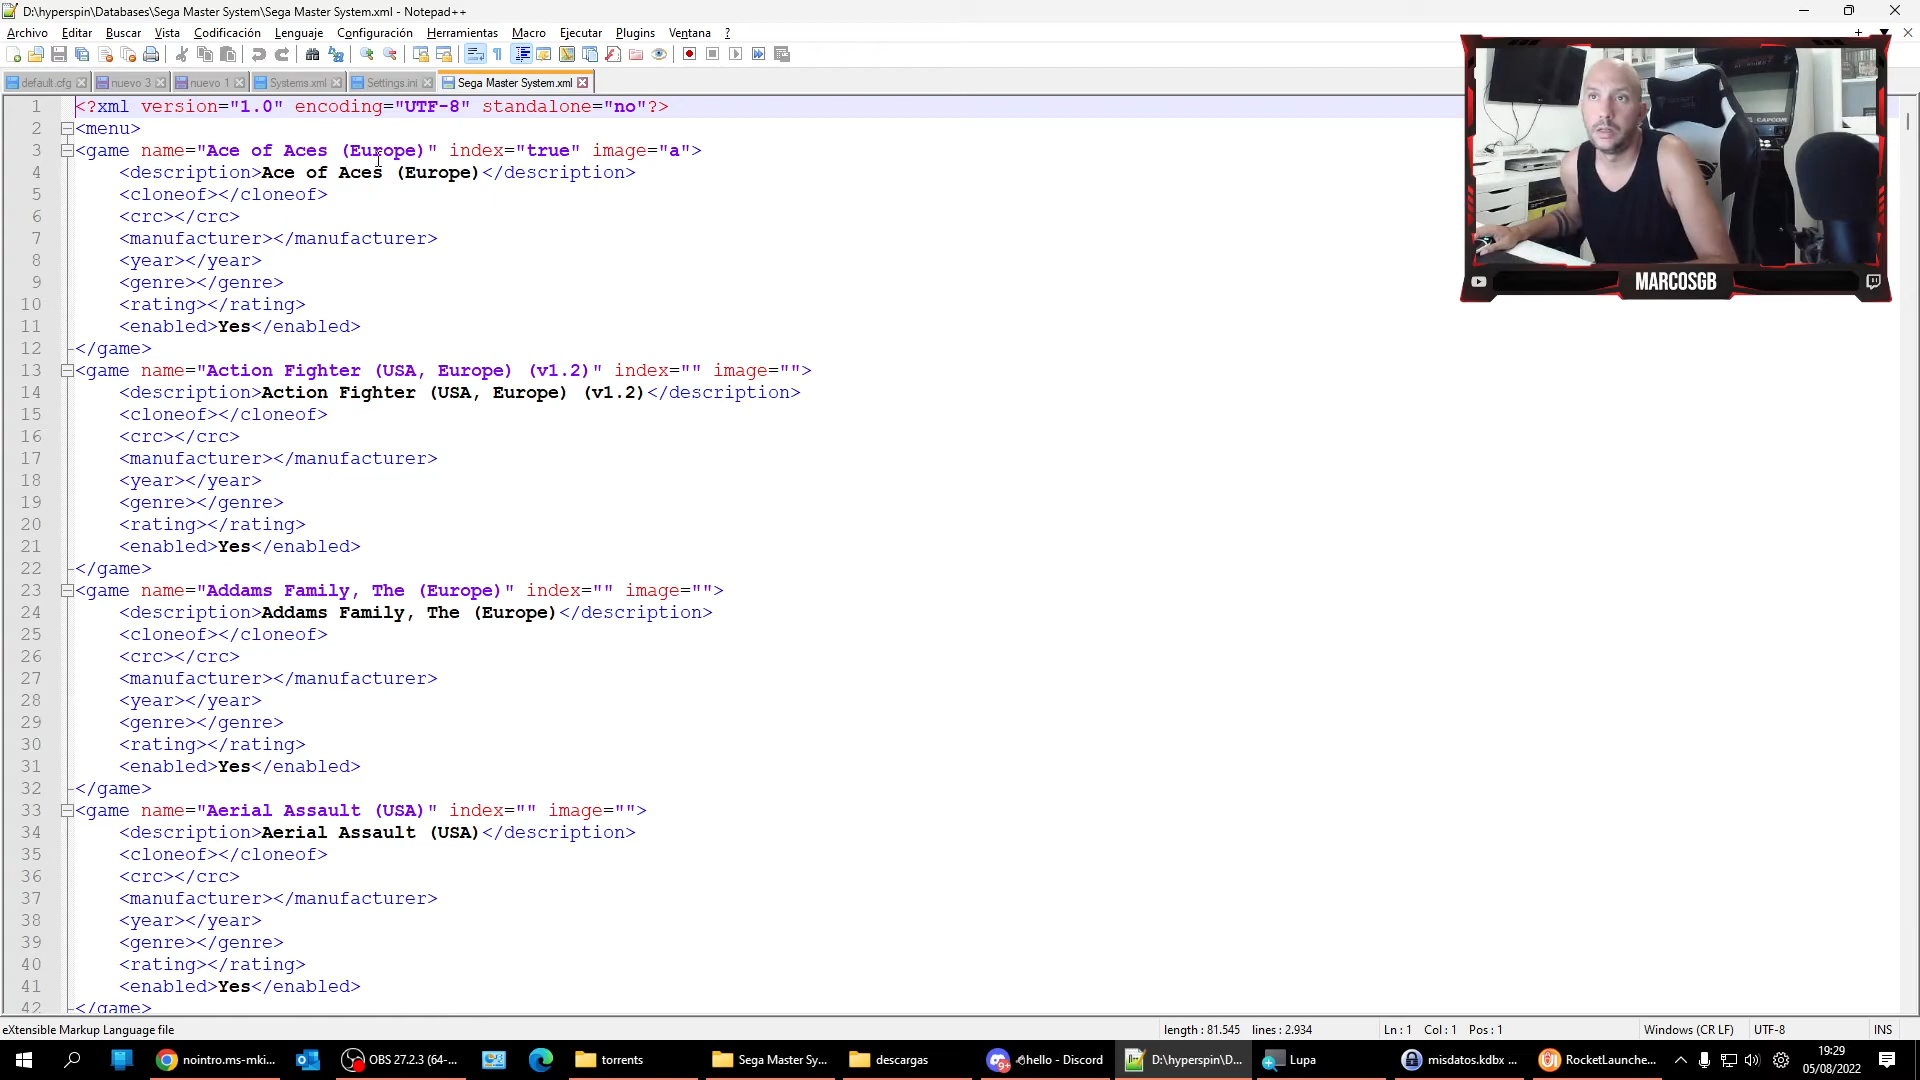 D:\hyperspin\Databases\Sega Master System\Sega Master System.xml - Notepad++
Archivo Editar Buscar Vista Codificación Lenguaje Configuración Herramientas Macro Ejecutar Plugins Ventana ?
default.cfg nuevo 3 nuevo 1 Systems.xml Settings.ini Sega Master System.xml
1 <?xml version="1.0" encoding="UTF-8" standalone="no"?>
2 <menu>
3 <game name="Ace of Aces (Europe)" index="true" image="a">
4 <description>Ace of Aces (Europe)</description>
5 <cloneof></cloneof>
6 <crc></crc>
7 <manufacturer></manufacturer>
8 <year></year>
9 <genre></genre>
10 <rating></rating>
11 <enabled>Yes</enabled>
12 </game>
13 <game name="Action Fighter (USA, Europe) (v1.2)" index="" image="">
14 <description>Action Fighter (USA, Europe) (v1.2)</description>
15 <cloneof></cloneof>
16 <crc></crc>
17 <manufacturer></manufacturer>
18 <year></year>
19 <genre></genre>
20 <rating></rating>
21 <enabled>Yes</enabled>
22 </game>
23 <game name="Addams Family, The (Europe)" index="" image="">
24 <description>Addams Family, The (Europe)</description>
25 <cloneof></cloneof>
26 <crc></crc>
27 <manufacturer></manufacturer>
28 <year></year>
29 <genre></genre>
30 <rating></rating>
31 <enabled>Yes</enabled>
32 </game>
33 <game name="Aerial Assault (USA)" index="" image="">
34 <description>Aerial Assault (USA)</description>
35 <cloneof></cloneof>
36 <crc></crc>
37 <manufacturer></manufacturer>
38 <year></year>
39 <genre></genre>
40 <rating></rating>
41 <enabled>Yes</enabled>
42 </game>
CAPCOM
MARCOSGB
eXtensible Markup Language file length : 81.545 lines : 2.934 Ln : 1 Col : 1 Pos : 1 Windows (CR LF) UTF-8 INS
nointro.ms-mki... OBS 27.2.3 (64-... torrents Sega Master Sy... descargas hello - Discord D:\hyperspin\D... Lupa misdatos.kdbx ... RocketLaunche...
19:29
05/08/2022